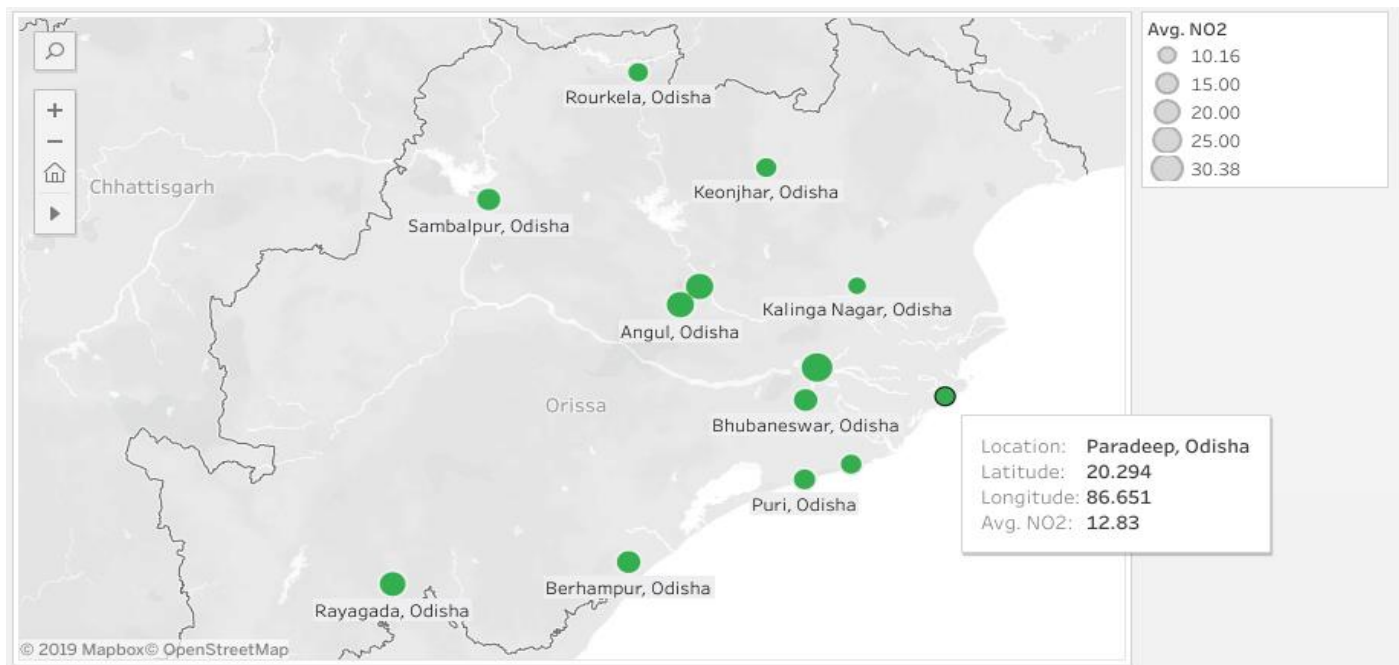 Avg. NO2
10.16
15.00
20.00
25.00
30.38
Rourkela, Odisha
Keonjhar, Odisha
Chhattisgarh
Sambalpur, Odisha
Kalinga Nagar, Odisha
Angul, Odisha
Orissa
Bhubaneswar, Odisha
Location: Paradeep, Odisha
Latitude: 20.294
Longitude: 86.651
Avg. NO2: 12.83
Puri, Odisha
Berhampur, Odisha
Rayagada, Odisha
© 2019 Mapbox© OpenStreetMap